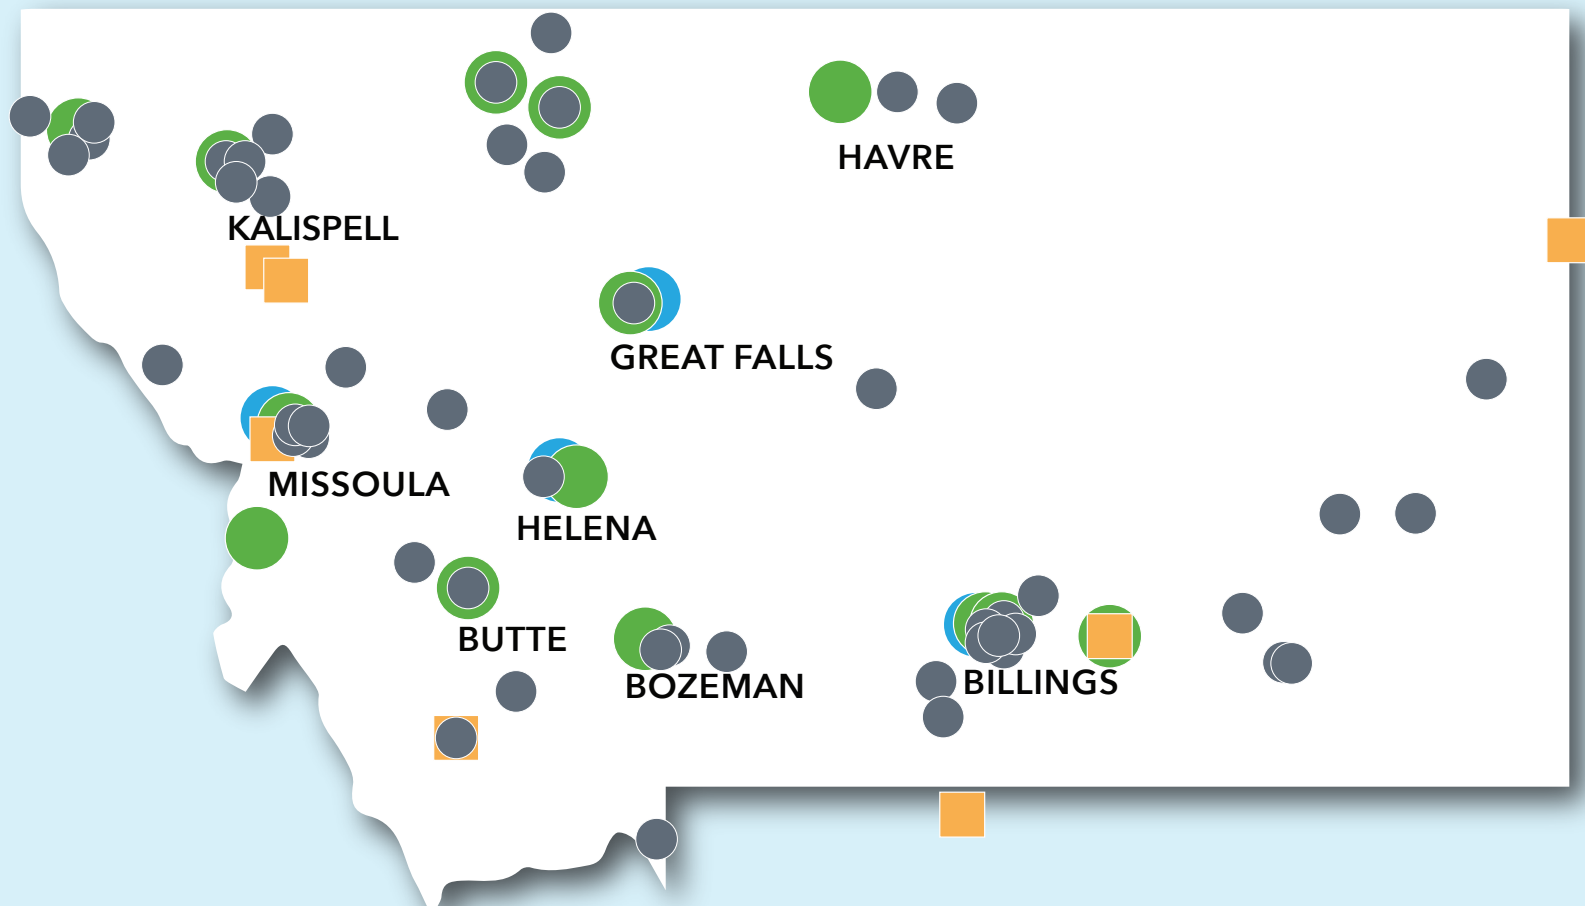 HAVRE
KALISPELL
GREAT FALLS
MISSOULA
HELENA
BUTTE
BOZEMAN
BILLINGS